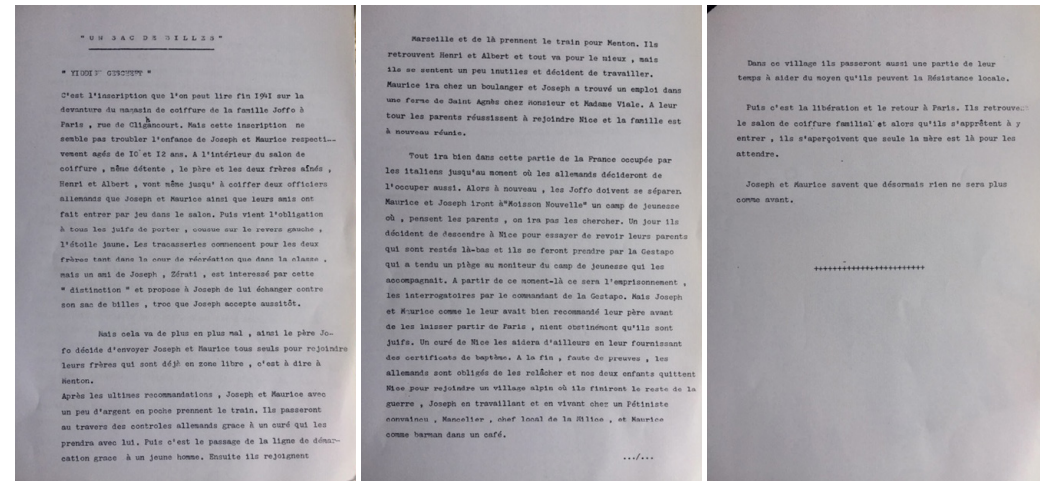 "UN SAC DE BILLES"
" YIDDISH GESCHEFT "
C'est l'inscription que l'on peut lire fin 1941 sur la
devanture du magasin de coiffure de la famille Joffo à
Paris , rue de Clignancourt. Mais cette inscription ne
semble pas troubler l'enfance de Joseph et Maurice respecti-
vement agés de IO et I2 ans. A l'intérieur du salon de
coiffure , même détente , le père et les deux frères aînés ,
Henri et Albert , vont même jusqu' à coiffer deux officiers
allemands que Joseph et Maurice ainsi que leurs amis ont
fait entrer par jeu dans le salon. Puis vient l'obligation
à tous les juifs de porter , cousue sur le revers gauche ,
l'étoile jaune. Les tracasseries commencent pour les deux
frères tant dans la cour de récréation que dans la classe ,
mais un ami de Joseph , Zérati , est interessé par cette
" distinction " et propose à Joseph de lui échanger contre
son sac de billes , troc que Joseph accepte aussitôt.
Mais cela va de plus en plus mal , ainsi le père Jo-
fo décide d'envoyer Joseph et Maurice tous seuls pour rejoindre
leurs frères qui sont déjà en zone libre , c'est à dire à
Menton.
Après les ultimes recommandations , Joseph et Maurice avec
un peu d'argent en poche prennent le train. Ils passeront
au travers des controles allemands grace à un curé qui les
prendra avec lui. Puis c'est le passage de la ligne de démar-
cation grace à un jeune homme. Ensuite ils rejoignent
Marseille et de là prennent le train pour Menton. Ils
retrouvent Henri et Albert et tout va pour le mieux , mais
ils se sentent un peu inutiles et décident de travailler.
Maurice ira chez un boulanger et Joseph a trouvé un emploi dans
une ferme de Saint Agnès chez Monsieur et Madame Viale. A leur
tour les parents réussissent à rejoindre Nice et la famille est
à nouveau réunie.
Tout ira bien dans cette partie de la France occupée par
les italiens jusqu'au moment où les allemands décideront de
l'occuper aussi. Alors à nouveau , les Joffo doivent se séparer.
Maurice et Joseph iront à"Moisson Nouvelle" un camp de jeunesse
où , pensent les parents , on ira pas les chercher. Un jour ils
décident de descendre à Nice pour essayer de revoir leurs parents
qui sont restés là-bas et ils se feront prendre par la Gestapo
qui a tendu un piège au moniteur du camp de jeunesse qui les
accompagnait. A partir de ce moment-là ce sera l'emprisonnement ,
les interrogatoires par le commandant de la Gestapo. Mais Joseph
et Maurice comme le leur avait bien recommandé leur père avant
de les laisser partir de Paris , nient obstinément qu'ils sont
juifs. Un curé de Nice les aidera d'ailleurs en leur fournissant
des certificats de baptême. A la fin , faute de preuves , les
allemands sont obligés de les relâcher et nos deux enfants quittent
Nice pour rejoindre un village alpin où ils finiront le reste de la
guerre , Joseph en travaillant et en vivant chez un Pétiniste
convaincu , Mancelier , chef local de la Milice , et Maurice
comme barman dans un café.
.../...
Dans ce village ils passeront aussi une partie de leur
temps à aider du moyen qu'ils peuvent la Résistance locale.
Puis c'est la libération et le retour à Paris. Ils retrouvent
le salon de coiffure familial et alors qu'ils s'apprêtent à y
entrer , ils s'aperçoivent que seule la mère est là pour les
attendre.
Joseph et Maurice savent que désormais rien ne sera plus
comme avant.
++++++++++++++++++++++++